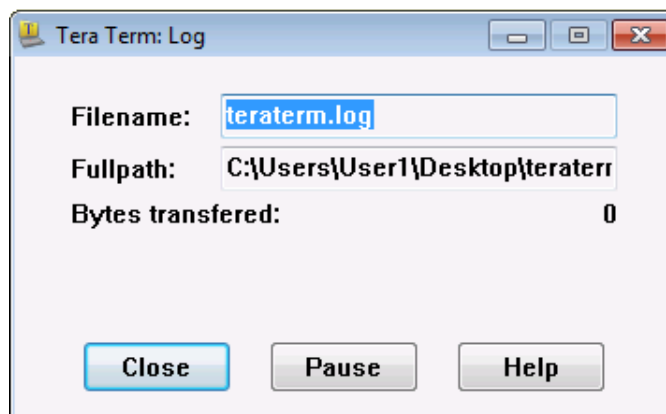 Tera Term: Log
Filename: teraterm.log
Fullpath: C:\Users\User1\Desktop\teraterr
Bytes transfered: 0
Close Pause Help